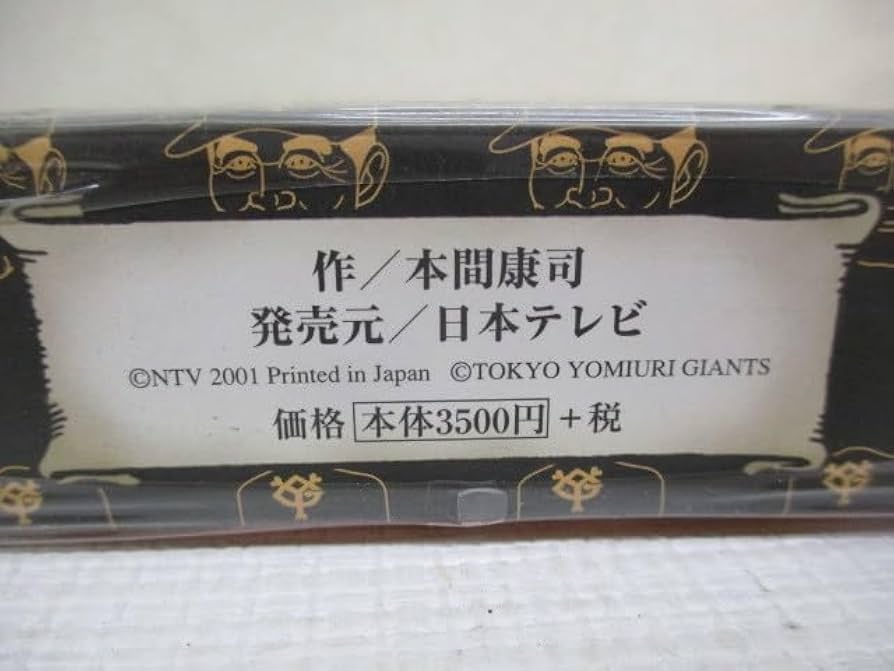 作／本間康司
発売元／日本テレビ
©NTV 2001 Printed in Japan ©TOKYO YOMIURI GIANTS
価格 本体3500円 +税